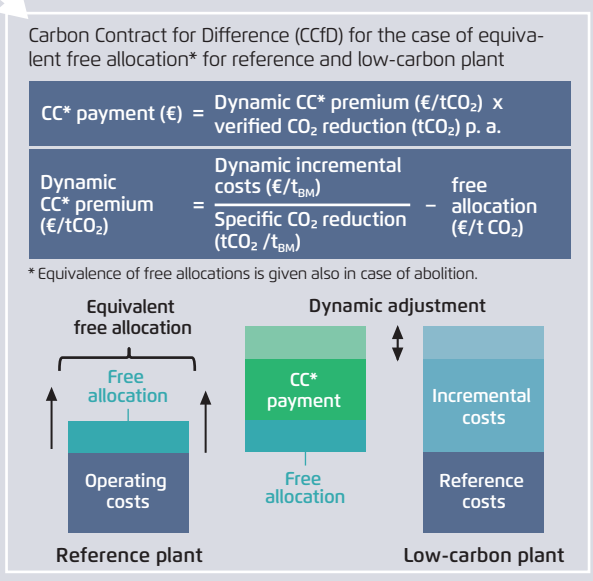 Carbon Contract for Difference (CCfD) for the case of equiva-
lent free allocation* for reference and low-carbon plant
CC* payment (€) = Dynamic CC* premium (€/tCO₂) x
verified CO₂ reduction (tCO₂) p. a.
Dynamic
CC* premium
(€/tCO₂)
=
Dynamic incremental
costs (€/t_BM)
Specific CO₂ reduction
(tCO₂ /t_BM)
–
free
allocation
(€/t CO₂)
* Equivalence of free allocations is given also in case of abolition.
Equivalent
free allocation
Free
allocation
Operating
costs
Reference plant
Dynamic adjustment
CC*
payment
Free
allocation
Incremental
costs
Reference
costs
Low-carbon plant